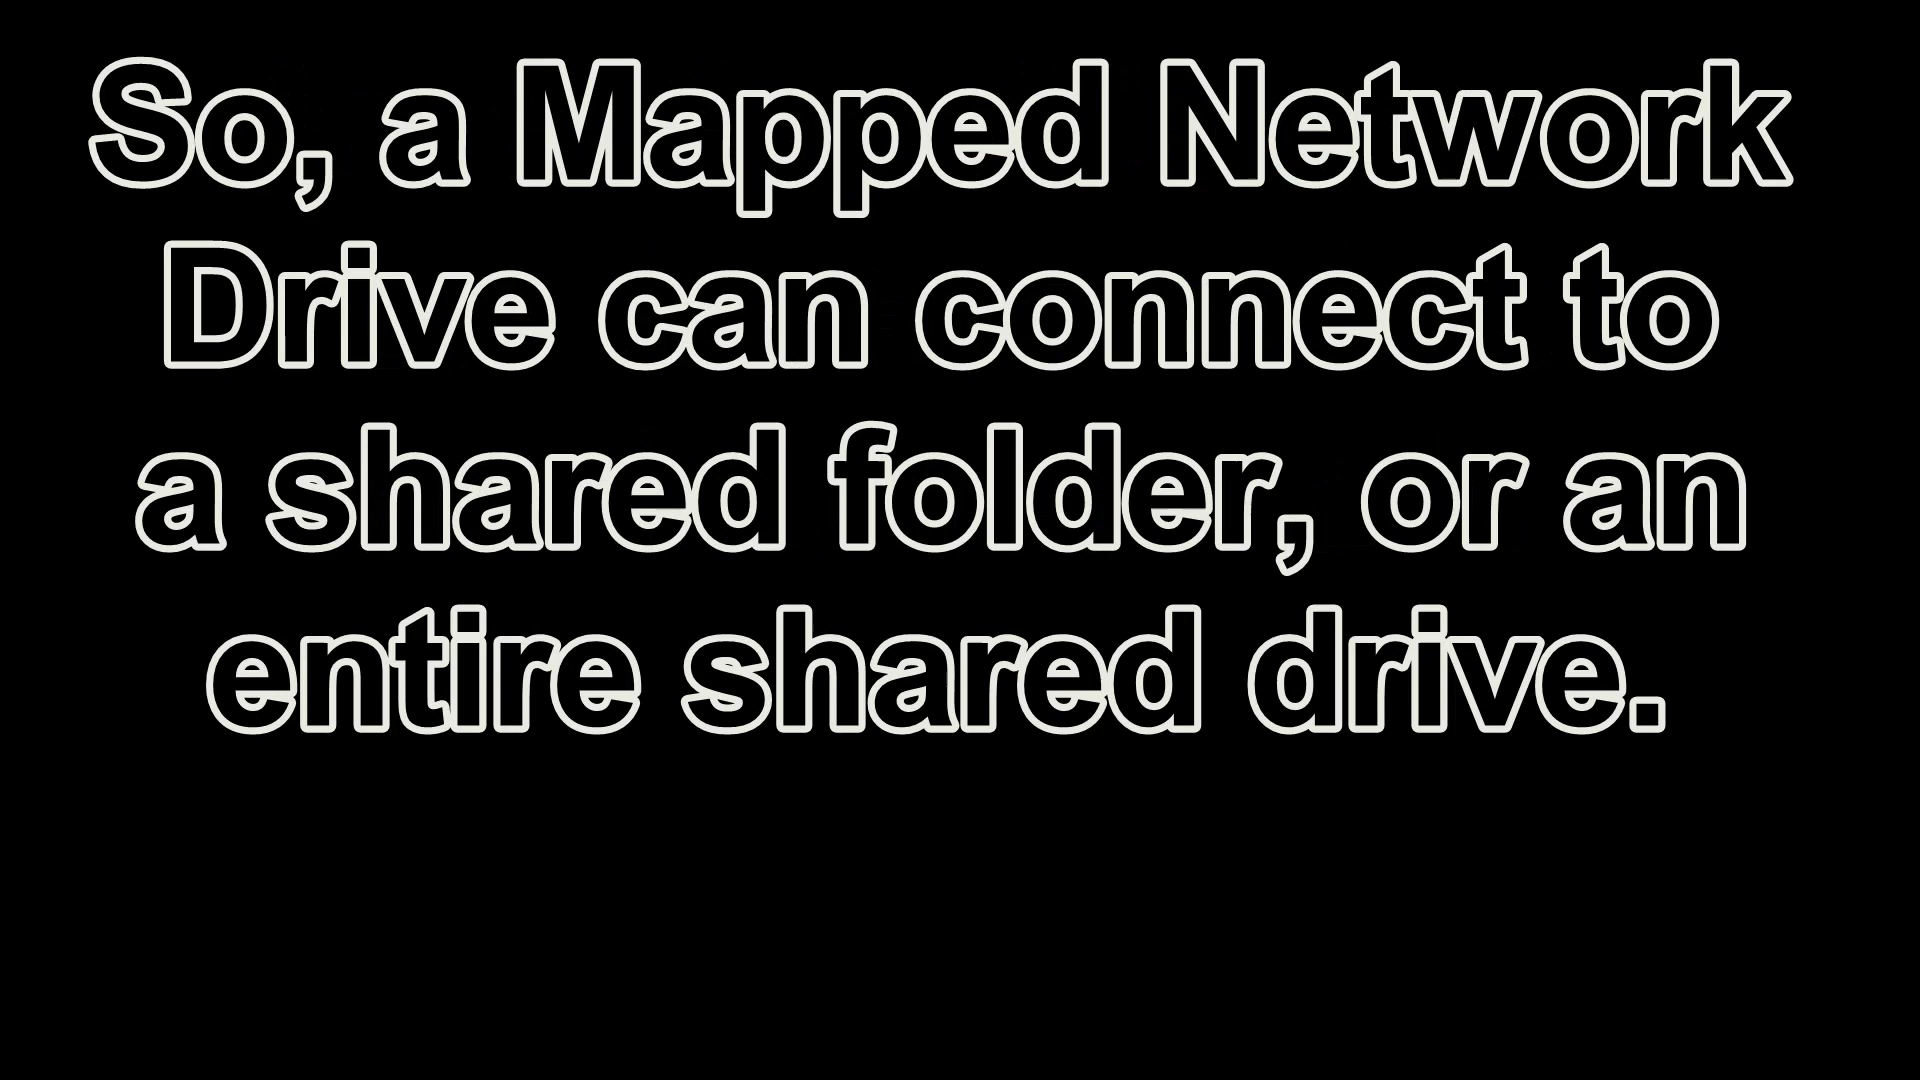 So, a Mapped Network
Drive can connect to
a shared folder, or an
entire shared drive.